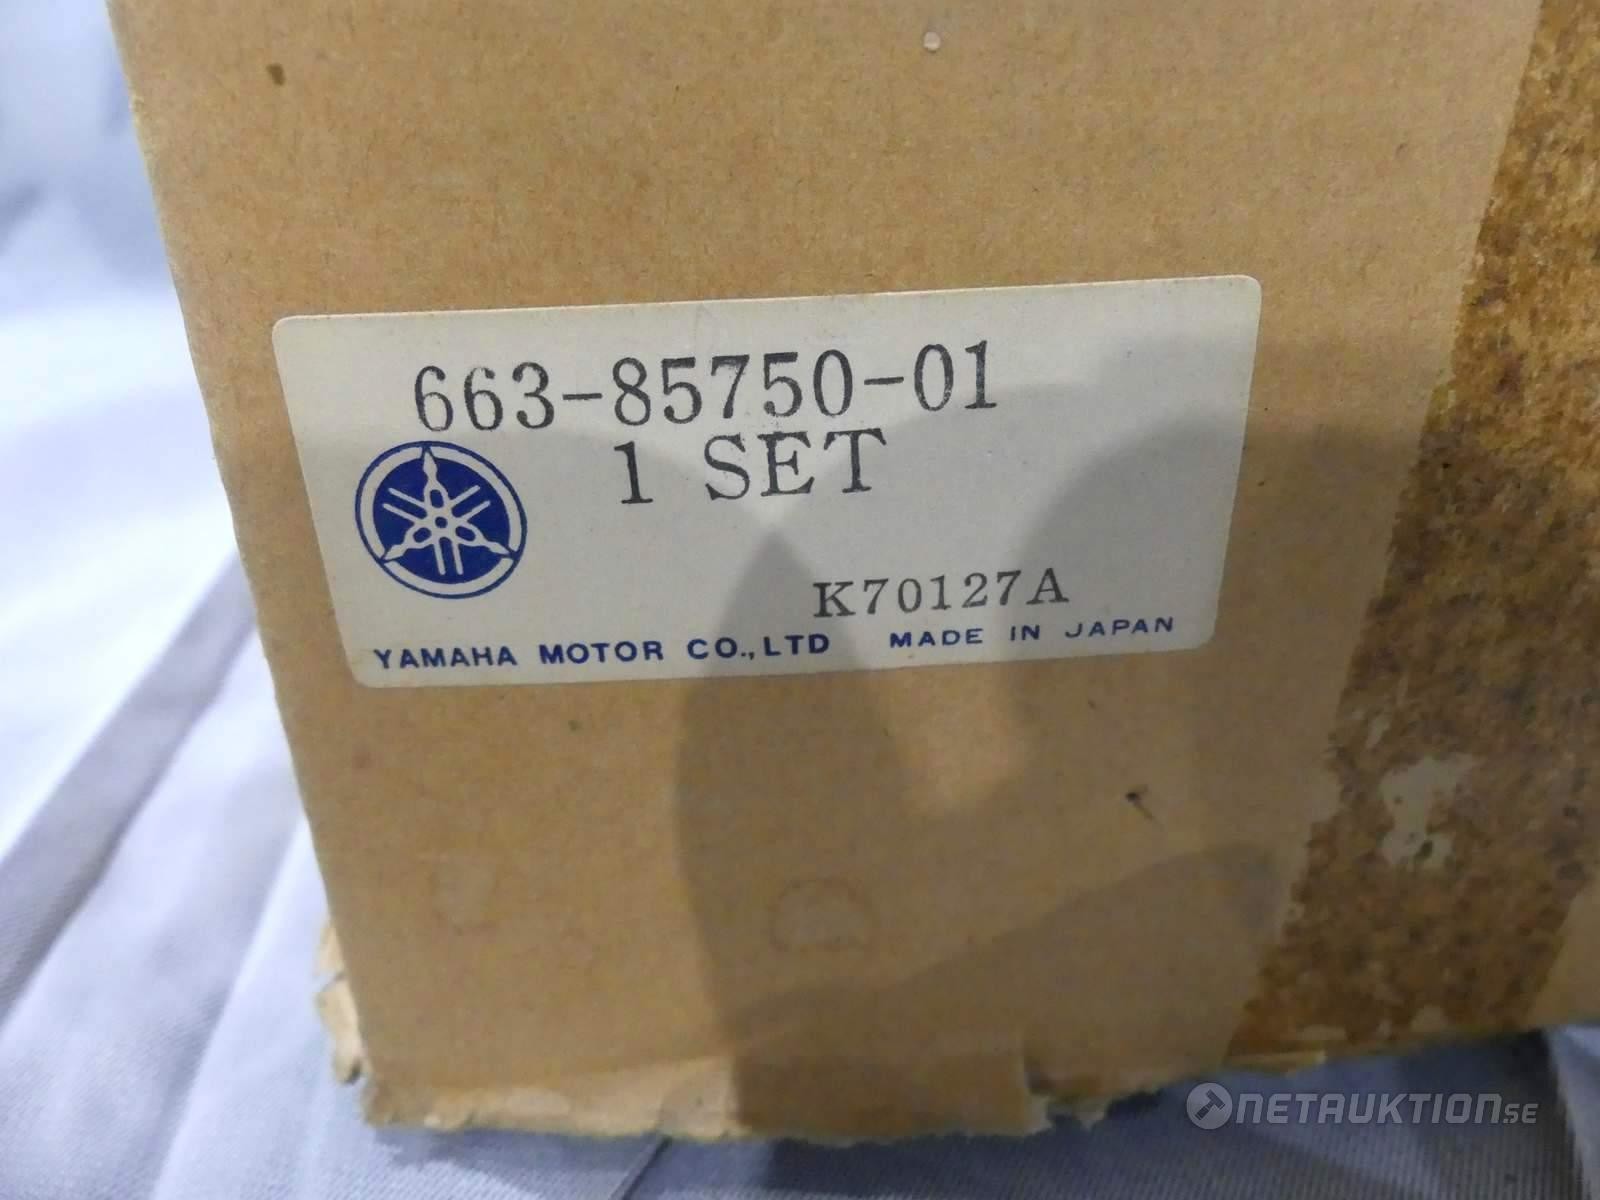 663-85750-01
1 SET
K70127A
YAMAHA MOTOR CO., LTD MADE IN JAPAN
NETAUKTION.SE